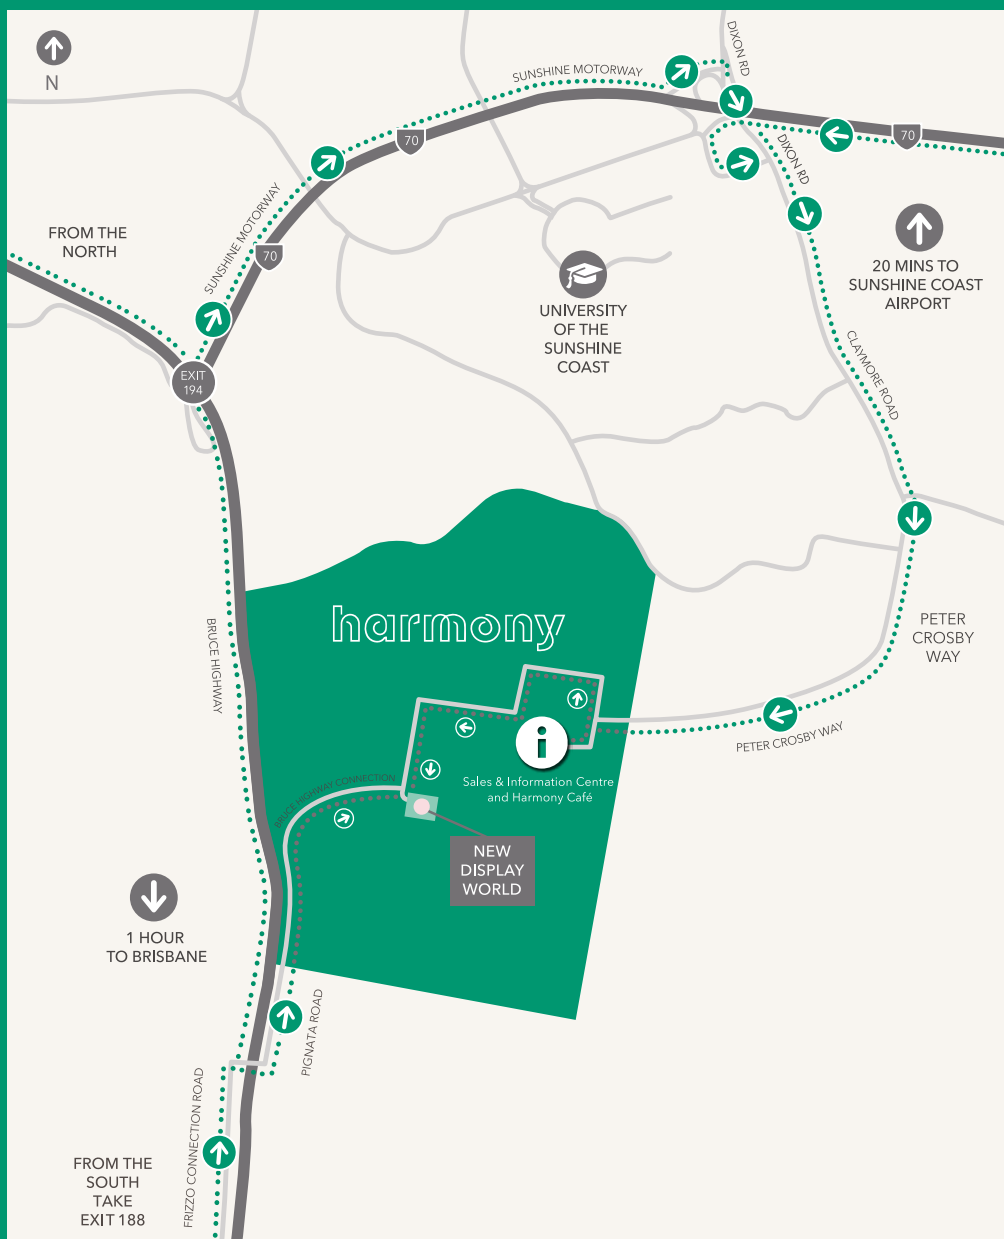 N
SUNSHINE MOTORWAY
DIXON RD
70
70
DIXON RD
SUNSHINE MOTORWAY
70
FROM THE
NORTH
20 MINS TO
SUNSHINE COAST
AIRPORT
UNIVERSITY
OF THE
SUNSHINE
COAST
EXIT
194
CLAYMORE ROAD
harmony
BRUCE HIGHWAY
PETER
CROSBY
WAY
PETER CROSBY WAY
i
Sales & Information Centre
and Harmony Café
BRUCE HIGHWAY CONNECTION
NEW
DISPLAY
WORLD
1 HOUR
TO BRISBANE
PIGNATA ROAD
FRIZZO CONNECTION ROAD
FROM THE
SOUTH
TAKE
EXIT 188